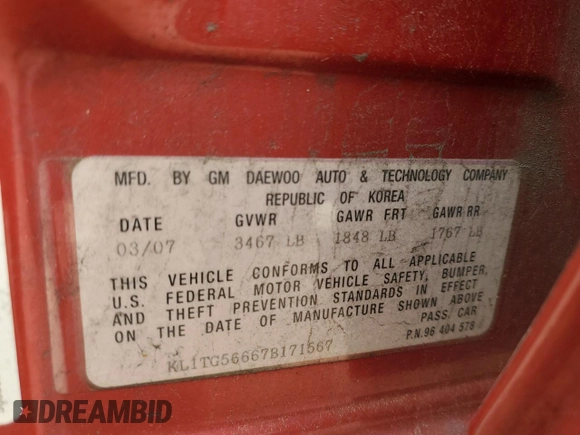 MFD. BY GM DAEWOO AUTO & TECHNOLOGY COMPANY
REPUBLIC OF KOREA
DATE GVWR GAWR FRT GAWR RR
03/07 3467 LB 1848 LB 1767 LB
THIS VEHICLE CONFORMS TO ALL APPLICABLE
U.S. FEDERAL MOTOR VEHICLE SAFETY, BUMPER,
AND THEFT PREVENTION STANDARDS IN EFFECT
ON THE DATE OF MANUFACTURE SHOWN ABOVE
PASS/CAR
P.N.96 404 578
KL1TG56667B171567
DREAMBID